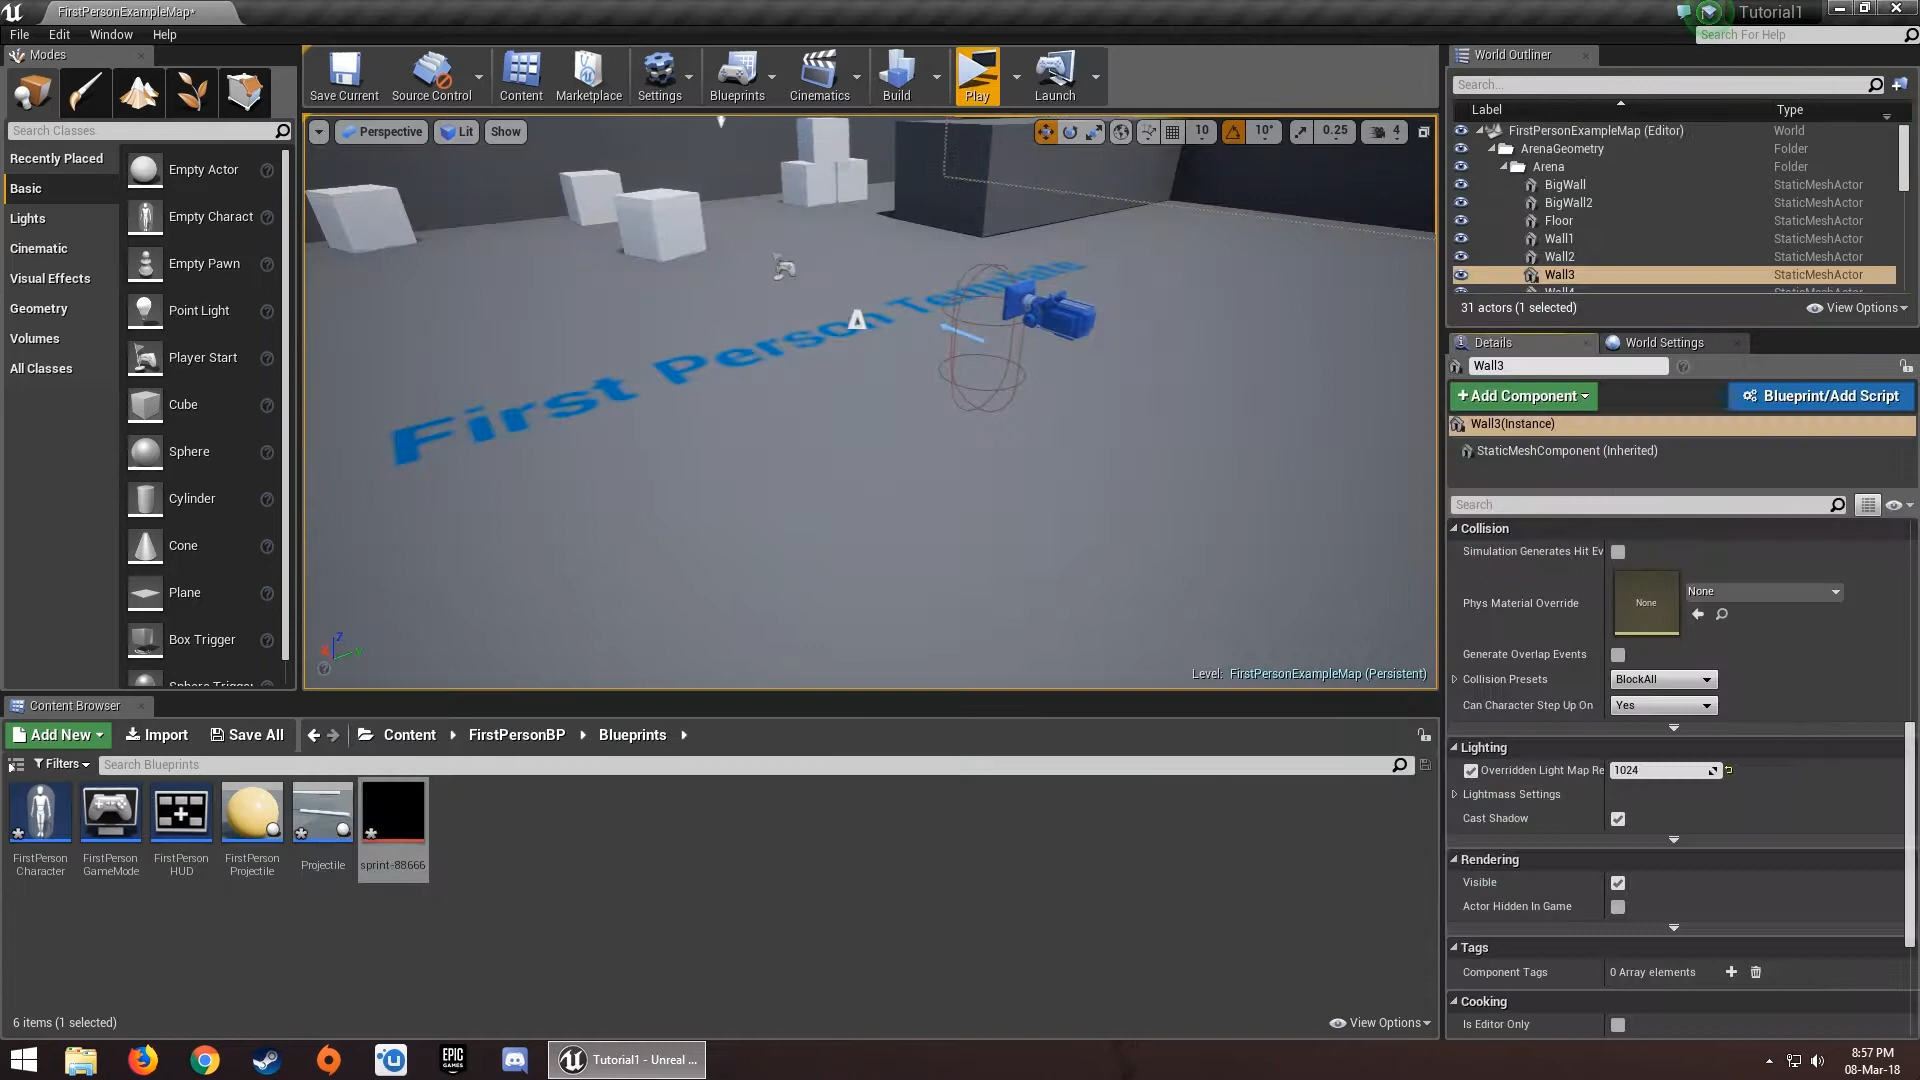 FirstPersonExampleMap*
Tutorial1
File Edit Window Help
Search For Help
Modes
Save Current
Source Control
Content
Marketplace
Settings
Blueprints
Cinematics
Build
Play
Launch
World Outliner
Search...
Label Type
Search Classes
Perspective
Lit
Show
10
10°
0.25
4
FirstPersonExampleMap (Editor) World
ArenaGeometry Folder
Arena Folder
BigWall StaticMeshActor
BigWall2 StaticMeshActor
Floor StaticMeshActor
Wall1 StaticMeshActor
Wall2 StaticMeshActor
Wall3 StaticMeshActor
Wall4
31 actors (1 selected)
View Options
Recently Placed
Basic
Lights
Cinematic
Visual Effects
Geometry
Volumes
All Classes
Empty Actor
Empty Charact
Empty Pawn
Point Light
Player Start
Cube
Sphere
Cylinder
Cone
Plane
Box Trigger
Sphere Trigger
First Person Template
Z
X
Y
Level: FirstPersonExampleMap (Persistent)
Details
World Settings
Wall3
+Add Component
Blueprint/Add Script
Wall3(Instance)
StaticMeshComponent (Inherited)
Search
Collision
Simulation Generates Hit Ev
Phys Material Override
None
None
Generate Overlap Events
Collision Presets
BlockAll
Can Character Step Up On
Yes
Lighting
Overridden Light Map Re
1024
Lightmass Settings
Cast Shadow
Rendering
Visible
Actor Hidden In Game
Tags
Component Tags
0 Array elements
Cooking
Is Editor Only
Content Browser
Add New
Import
Save All
Content
FirstPersonBP
Blueprints
Filters
Search Blueprints
FirstPerson
Character
FirstPerson
GameMode
FirstPerson
HUD
FirstPerson
Projectile
Projectile
sprint-88666
6 items (1 selected)
View Options
EPIC
GAMES
Tutorial1 - Unreal ...
8:57 PM
08-Mar-18